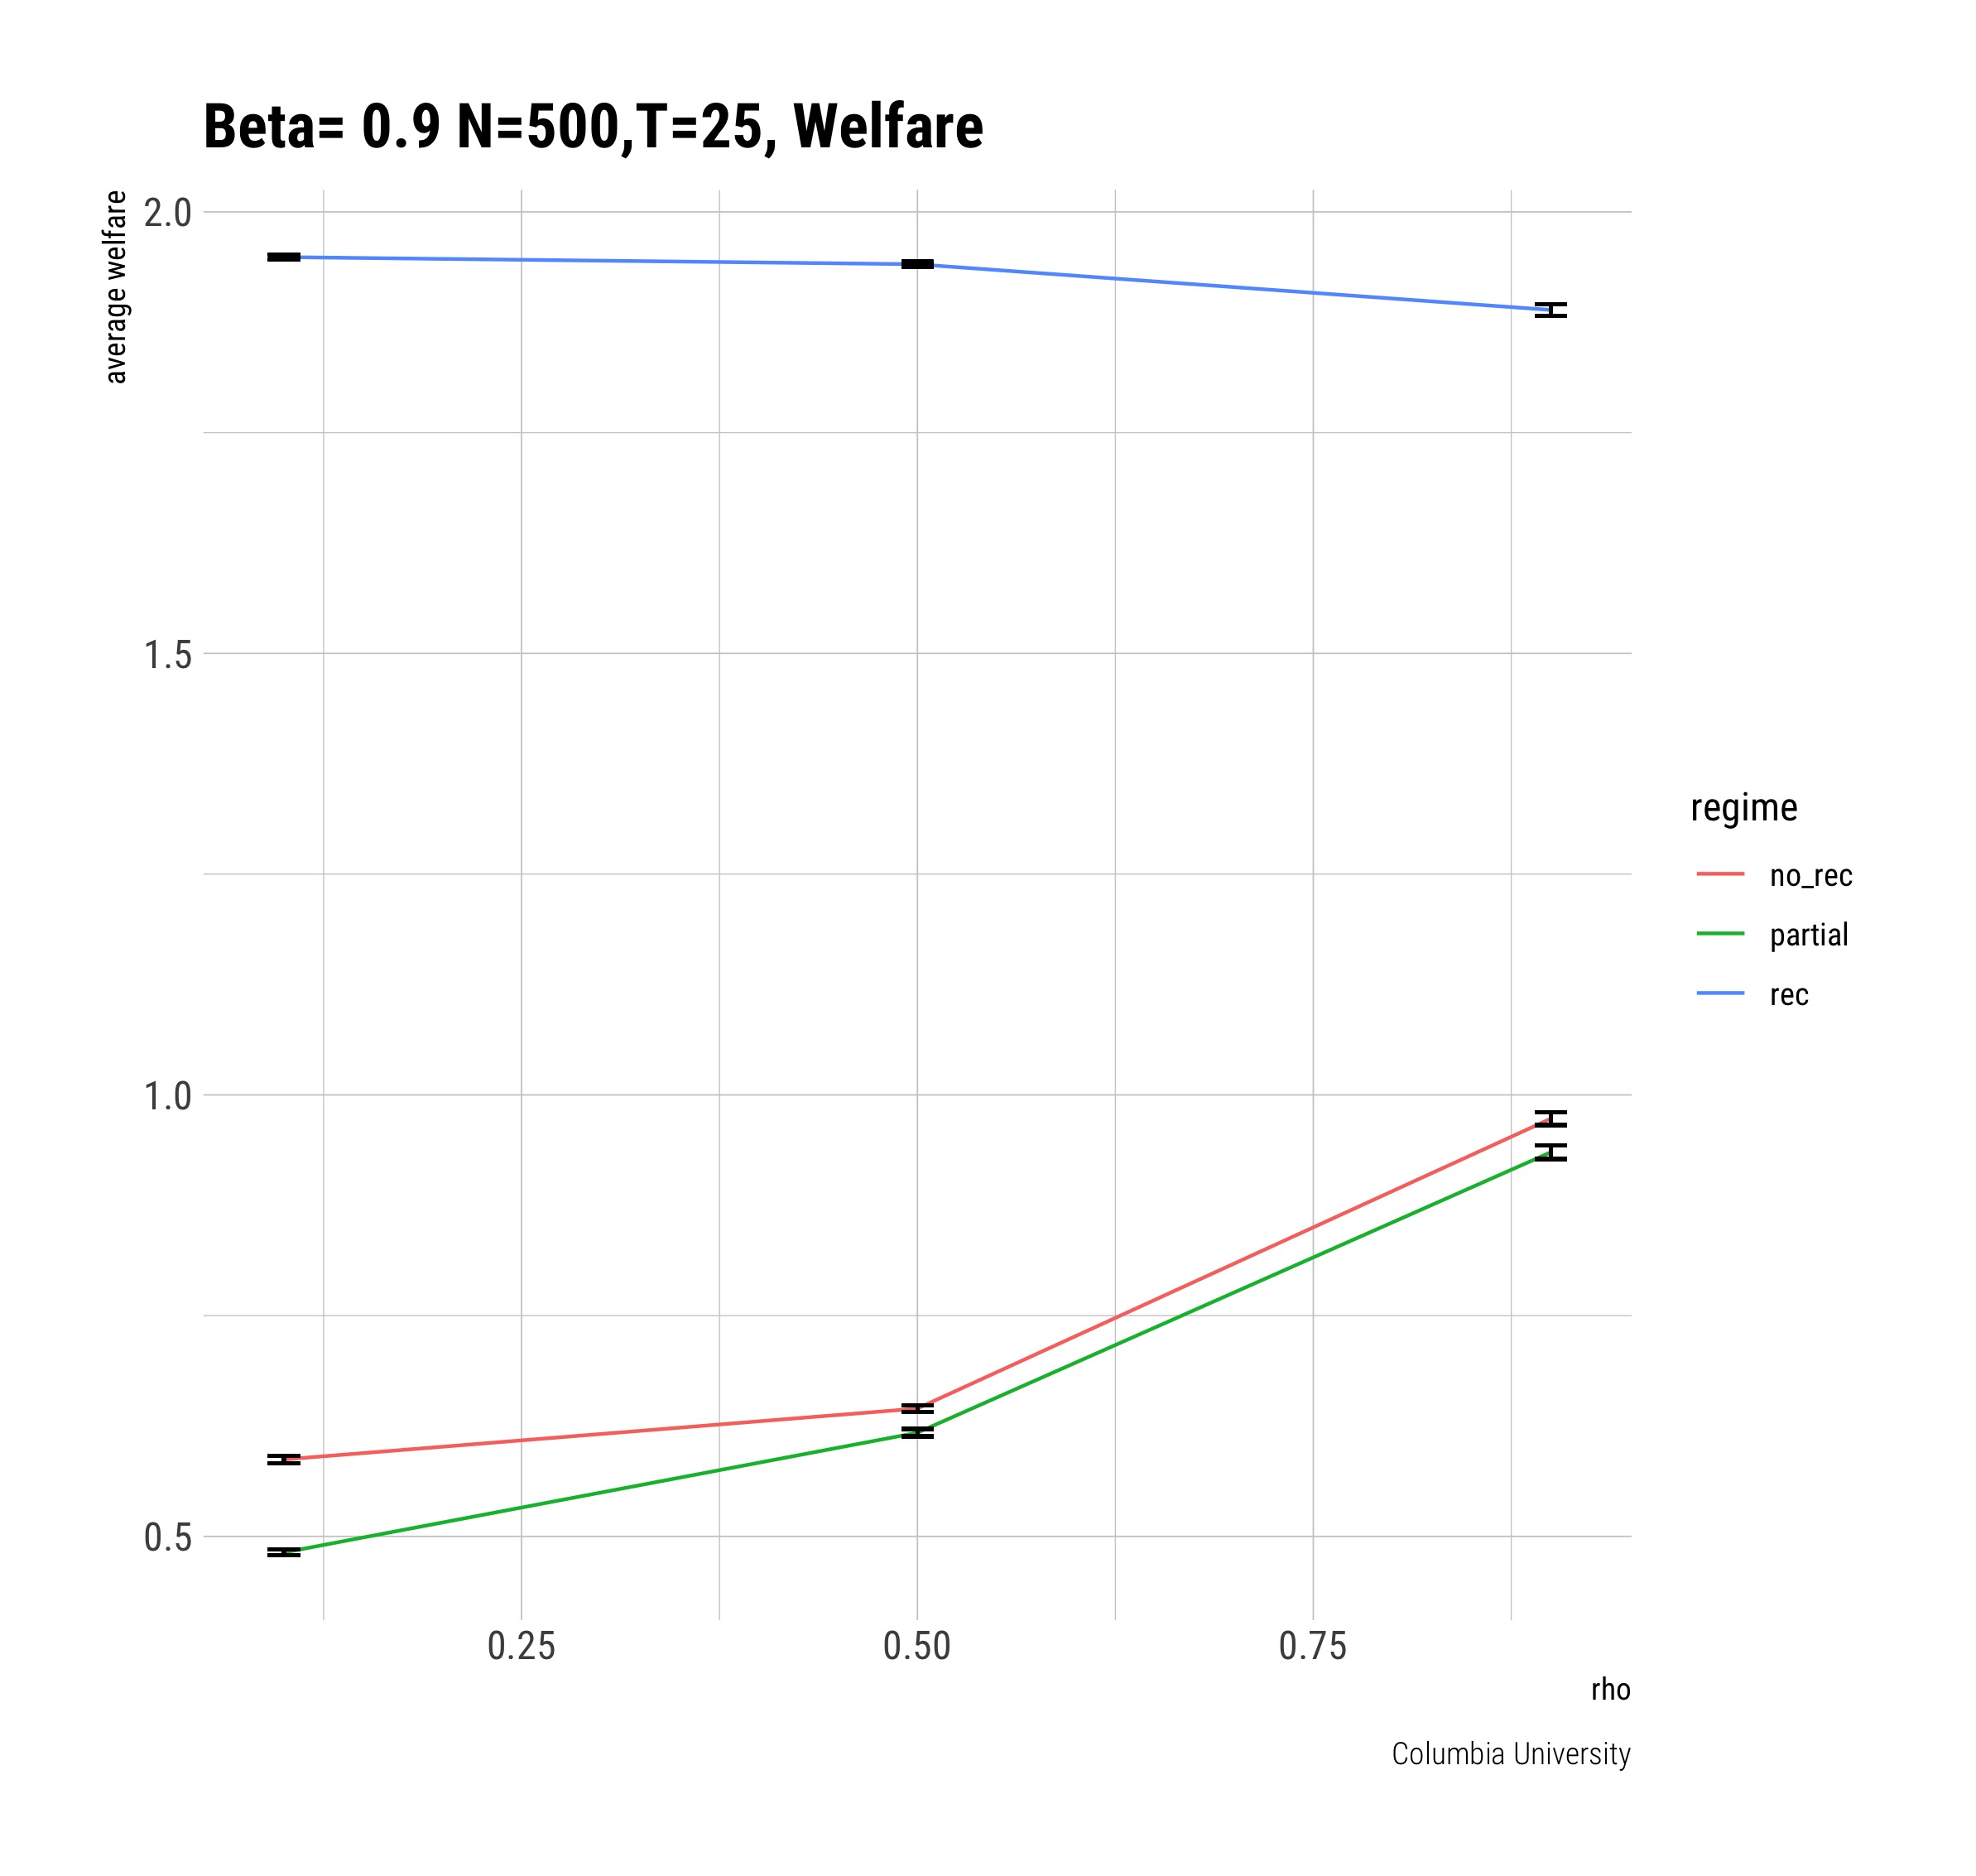 Beta= 0.9 N=500,T=25, Welfare
average welfare
2.0
1.5
1.0
0.5
0.25 0.50 0.75
rho
regime
no_rec
partial
rec
Columbia University